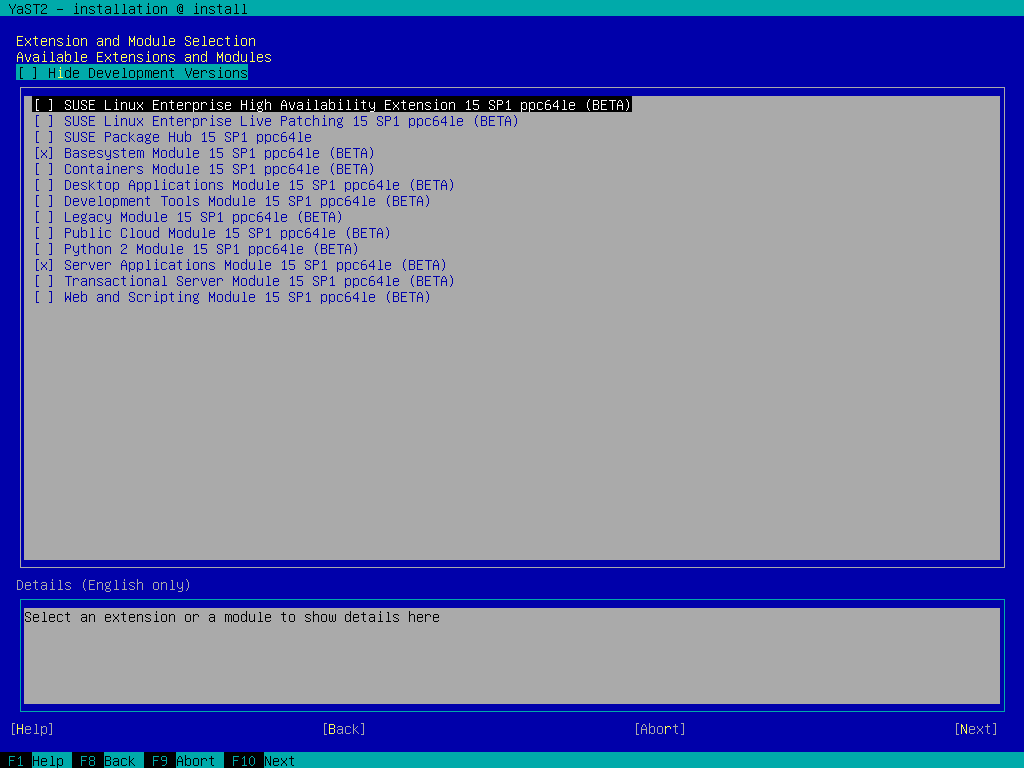 YaST2 - installation @ install
Extension and Module Selection
Available Extensions and Modules
[ ] Hide Development Versions
[ ] SUSE Linux Enterprise High Availability Extension 15 SP1 ppc64le (BETA)
[ ] SUSE Linux Enterprise Live Patching 15 SP1 ppc64le (BETA)
[ ] SUSE Package Hub 15 SP1 ppc64le
[x] Basesystem Module 15 SP1 ppc64le (BETA)
[ ] Containers Module 15 SP1 ppc64le (BETA)
[ ] Desktop Applications Module 15 SP1 ppc64le (BETA)
[ ] Development Tools Module 15 SP1 ppc64le (BETA)
[ ] Legacy Module 15 SP1 ppc64le (BETA)
[ ] Public Cloud Module 15 SP1 ppc64le (BETA)
[ ] Python 2 Module 15 SP1 ppc64le (BETA)
[x] Server Applications Module 15 SP1 ppc64le (BETA)
[ ] Transactional Server Module 15 SP1 ppc64le (BETA)
[ ] Web and Scripting Module 15 SP1 ppc64le (BETA)
Details (English only)
Select an extension or a module to show details here
[Help] [Back] [Abort] [Next]
F1 Help F8 Back F9 Abort F10 Next